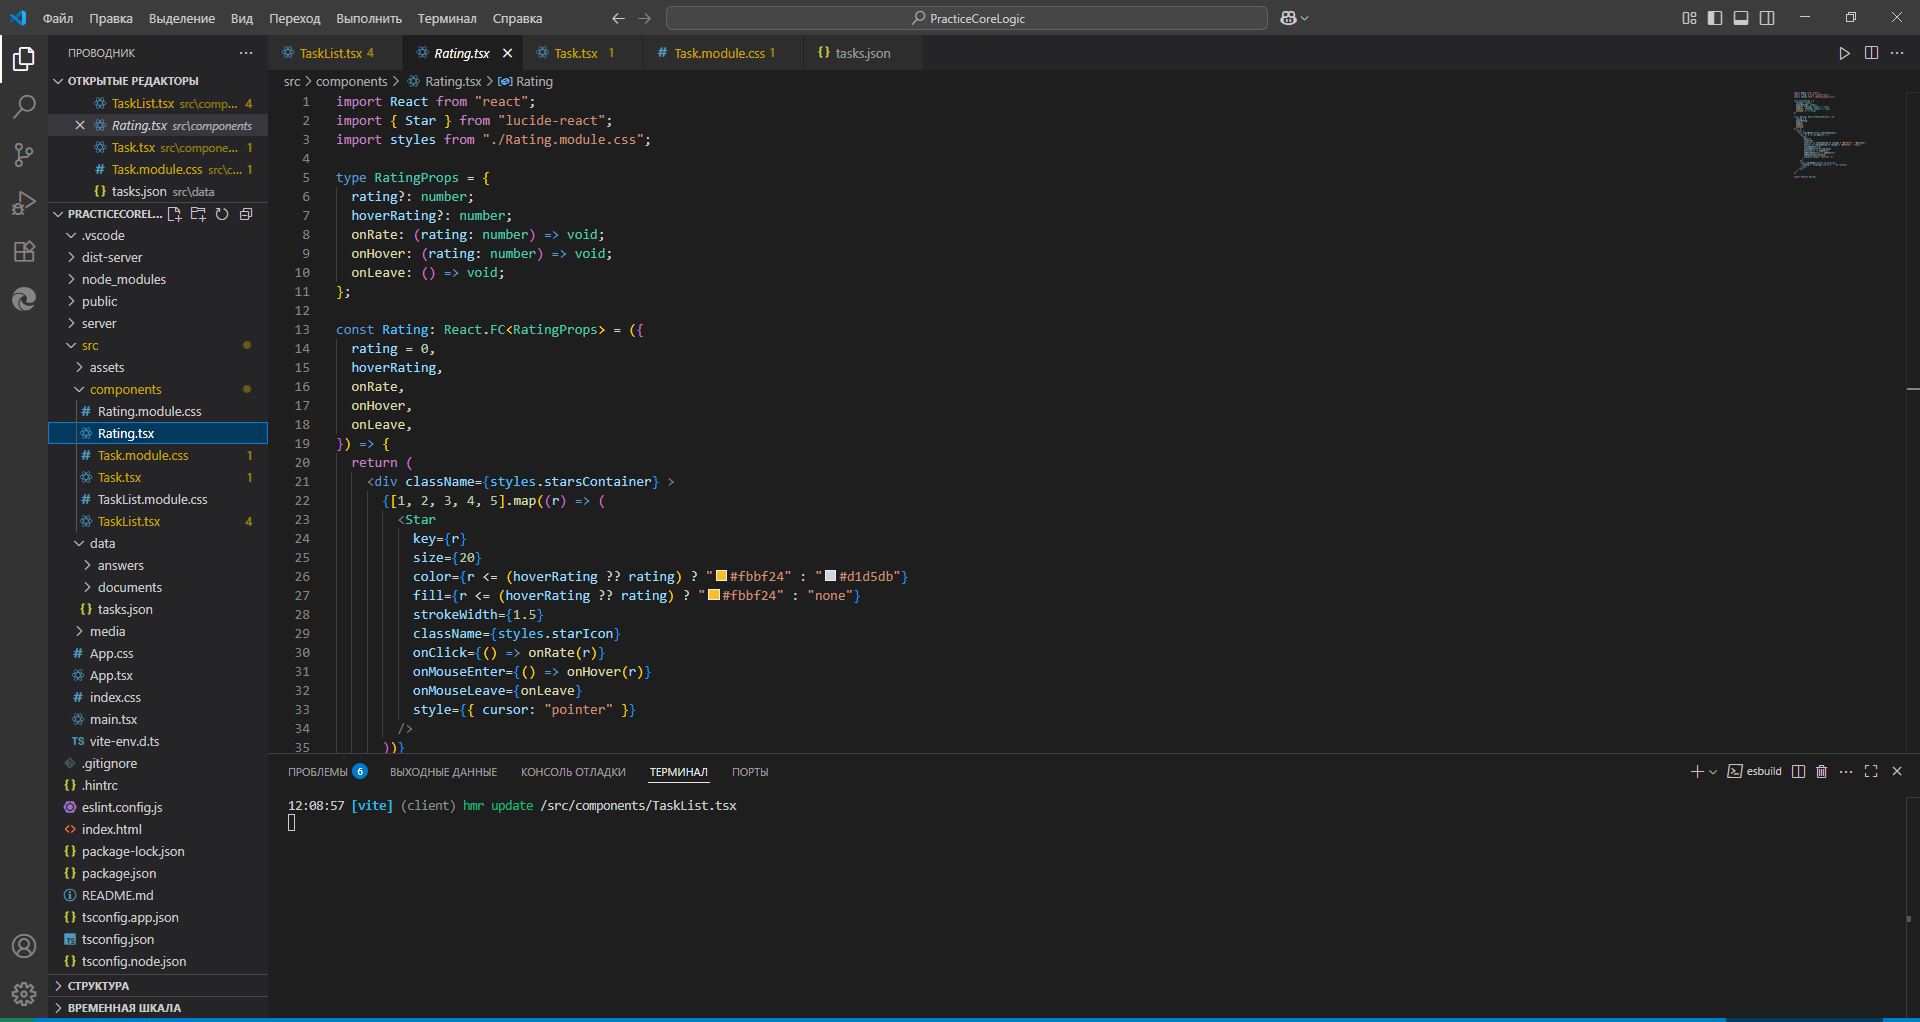 Файл Правка Выделение Вид Переход Выполнить Терминал Справка
PracticeCoreLogic
ПРОВОДНИК
ОТКРЫТЫЕ РЕДАКТОРЫ
TaskList.tsx src\comp... 4
Rating.tsx src\components
Task.tsx src\compone... 1
Task.module.css src\c... 1
tasks.json src\data
PRACTICECOREL...
.vscode
dist-server
node_modules
public
server
src
assets
components
Rating.module.css
Rating.tsx
Task.module.css 1
Task.tsx 1
TaskList.module.css
TaskList.tsx 4
data
answers
documents
tasks.json
media
App.css
App.tsx
index.css
main.tsx
TS vite-env.d.ts
.gitignore
.hintrc
eslint.config.js
index.html
package-lock.json
package.json
README.md
tsconfig.app.json
tsconfig.json
tsconfig.node.json
СТРУКТУРА
ВРЕМЕННАЯ ШКАЛА
TaskList.tsx 4 Rating.tsx Task.tsx 1 Task.module.css 1 tasks.json
src > components > Rating.tsx > Rating
1 import React from "react";
2 import { Star } from "lucide-react";
3 import styles from "./Rating.module.css";
4
5 type RatingProps = {
6 rating?: number;
7 hoverRating?: number;
8 onRate: (rating: number) => void;
9 onHover: (rating: number) => void;
10 onLeave: () => void;
11 };
12
13 const Rating: React.FC<RatingProps> = ({
14 rating = 0,
15 hoverRating,
16 onRate,
17 onHover,
18 onLeave,
19 }) => {
20 return (
21 <div className={styles.starsContainer} >
22 {[1, 2, 3, 4, 5].map((r) => (
23 <Star
24 key={r}
25 size={20}
26 color={r <= (hoverRating ?? rating) ? "#fbbf24" : "#d1d5db"}
27 fill={r <= (hoverRating ?? rating) ? "#fbbf24" : "none"}
28 strokeWidth={1.5}
29 className={styles.starIcon}
30 onClick={() => onRate(r)}
31 onMouseEnter={() => onHover(r)}
32 onMouseLeave={onLeave}
33 style={{ cursor: "pointer" }}
34 />
35 ))}
ПРОБЛЕМЫ 6 ВЫХОДНЫЕ ДАННЫЕ КОНСОЛЬ ОТЛАДКИ ТЕРМИНАЛ ПОРТЫ
esbuild
12:08:57 [vite] (client) hmr update /src/components/TaskList.tsx